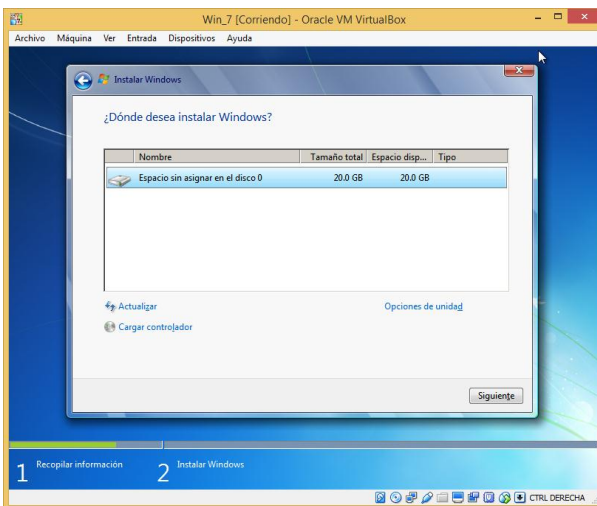 Win_7 [Corriendo] - Oracle VM VirtualBox
Archivo Máquina Ver Entrada Dispositivos Ayuda
Instalar Windows
¿Dónde desea instalar Windows?
Nombre Tamaño total Espacio disp... Tipo
Espacio sin asignar en el disco 0 20.0 GB 20.0 GB
Actualizar Opciones de unidad
Cargar controlador
Siguiente
1 Recopilar información 2 Instalar Windows
CTRL DERECHA